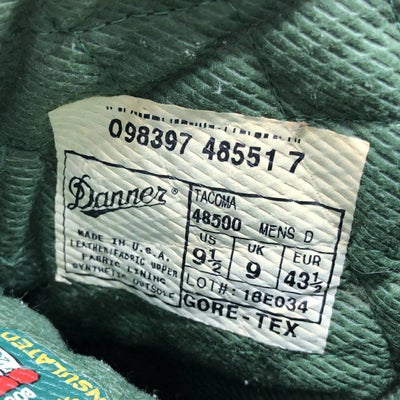 098397 48551 7
Danner®
MADE IN U.S.A.
LEATHER/FABRIC UPPER
FABRIC LINING
SYNTHETIC OUTSOLE
TACOMA
48500 MENS D
US UK EUR
9½ 9 43½
LOT#: 18E034
GORE-TEX
INSULATED